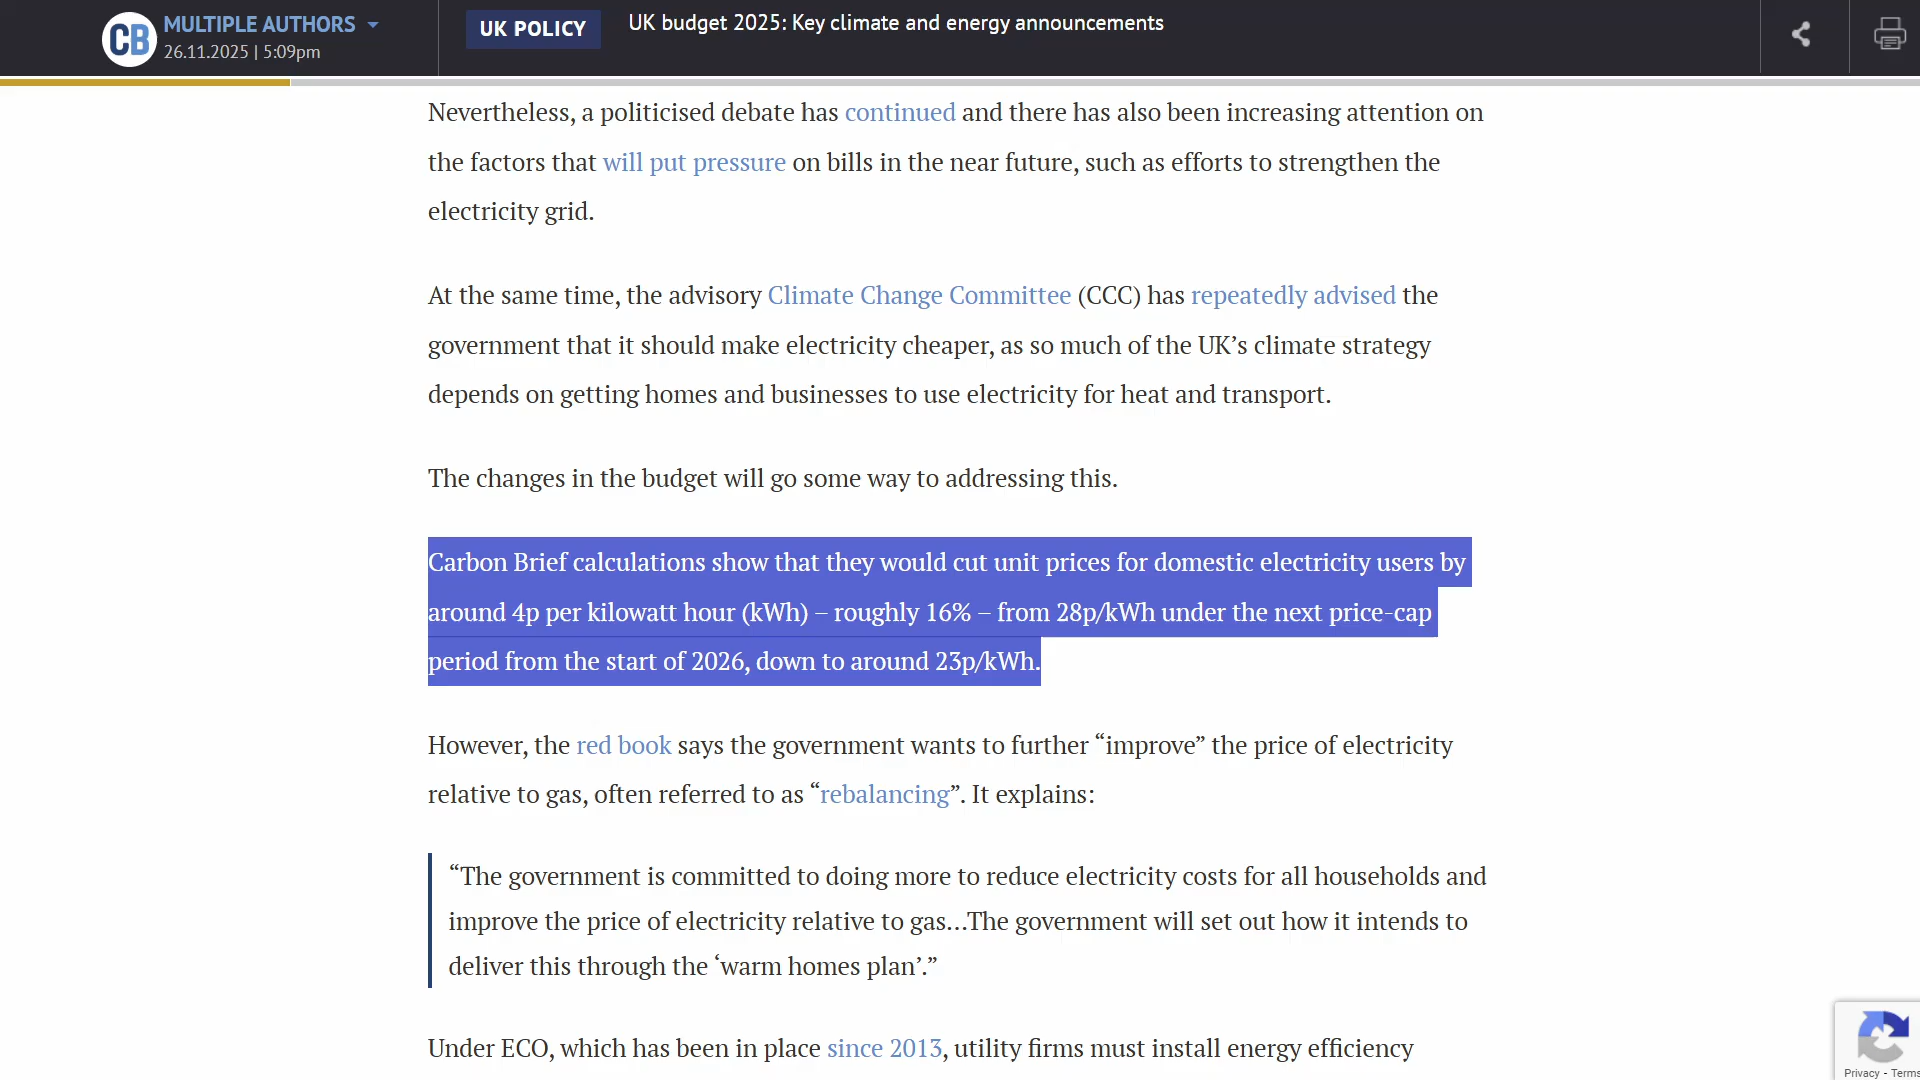 CB MULTIPLE AUTHORS
26.11.2025 | 5:09pm
UK POLICY
UK budget 2025: Key climate and energy announcements
Nevertheless, a politicised debate has continued and there has also been increasing attention on
the factors that will put pressure on bills in the near future, such as efforts to strengthen the
electricity grid.
At the same time, the advisory Climate Change Committee (CCC) has repeatedly advised the
government that it should make electricity cheaper, as so much of the UK’s climate strategy
depends on getting homes and businesses to use electricity for heat and transport.
The changes in the budget will go some way to addressing this.
Carbon Brief calculations show that they would cut unit prices for domestic electricity users by
around 4p per kilowatt hour (kWh) – roughly 16% – from 28p/kWh under the next price-cap
period from the start of 2026, down to around 23p/kWh.
However, the red book says the government wants to further “improve” the price of electricity
relative to gas, often referred to as “rebalancing”. It explains:
“The government is committed to doing more to reduce electricity costs for all households and
improve the price of electricity relative to gas…The government will set out how it intends to
deliver this through the ‘warm homes plan’.”
Under ECO, which has been in place since 2013, utility firms must install energy efficiency
Privacy - Terms